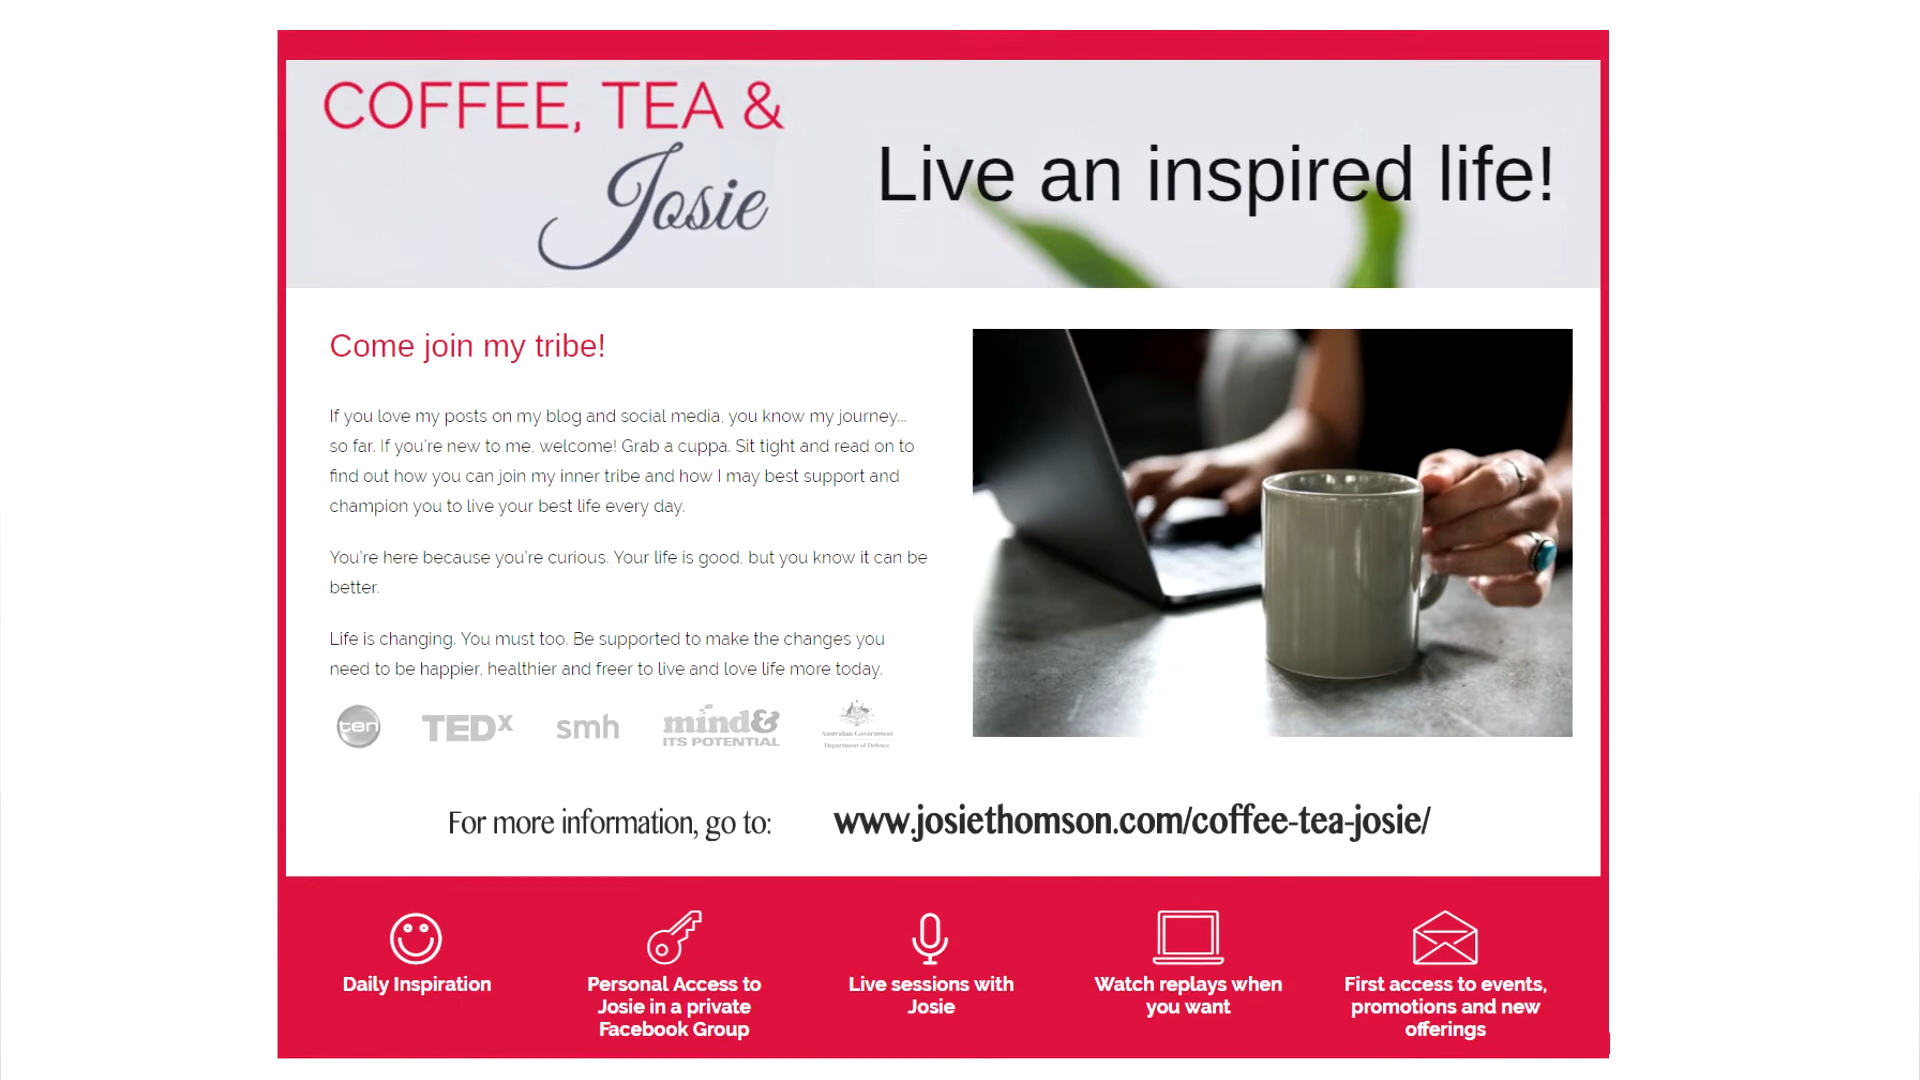 COFFEE, TEA &
Josie
Live an inspired life!
Come join my tribe!
If you love my posts on my blog and social media, you know my journey...
so far. If you're new to me, welcome! Grab a cuppa. Sit tight and read on to
find out how you can join my inner tribe and how I may best support and
champion you to live your best life every day.
You're here because you're curious. Your life is good, but you know it can be
better.
Life is changing. You must too. Be supported to make the changes you
need to be happier, healthier and freer to live and love life more today.
ten
TEDx
smh
mind&
ITS POTENTIAL
Australian Government
Department of Defence
For more information, go to: www.josiethomson.com/coffee-tea-josie/
Daily Inspiration
Personal Access to
Josie in a private
Facebook Group
Live sessions with
Josie
Watch replays when
you want
First access to events,
promotions and new
offerings